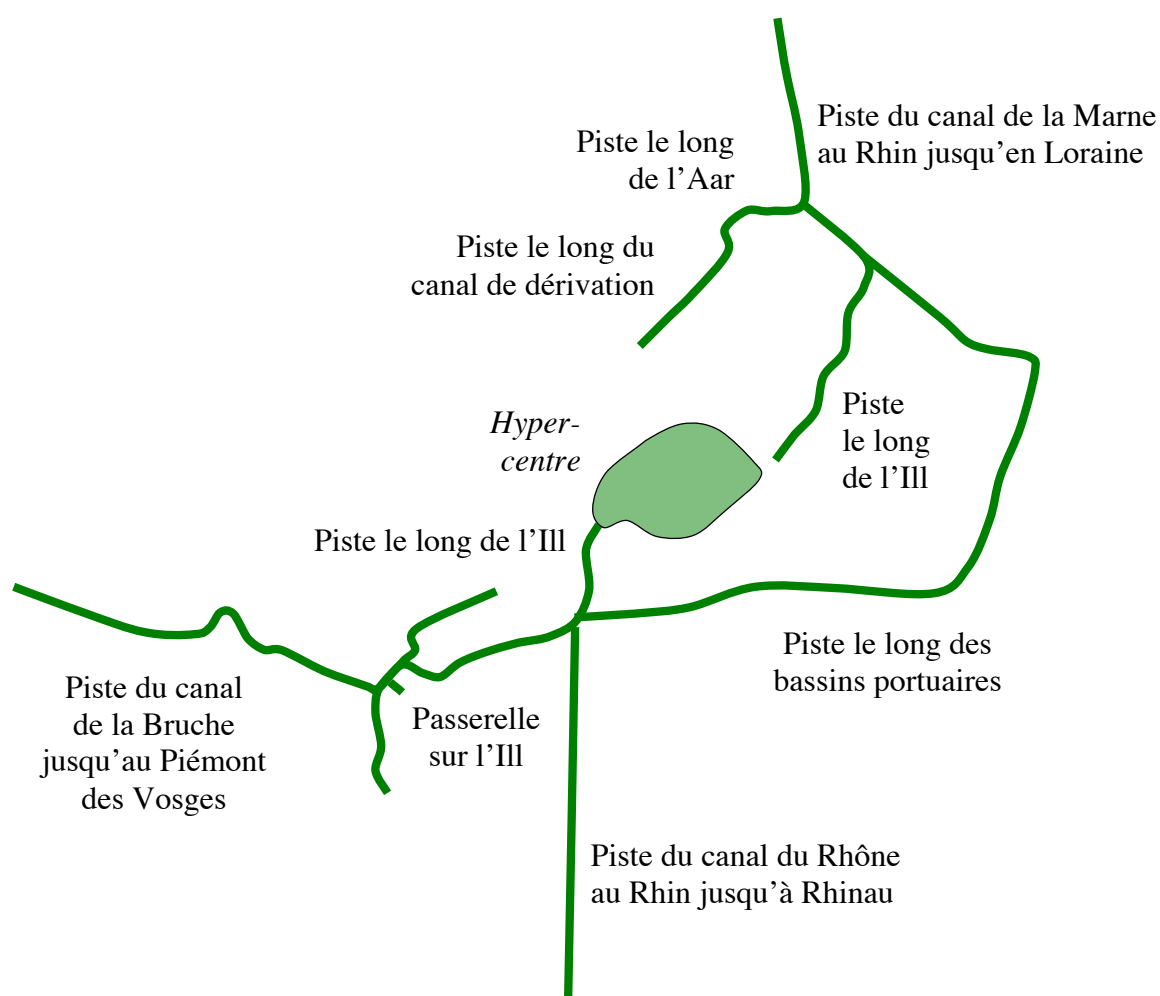 Piste du canal de la Marne
au Rhin jusqu’en Loraine
Piste le long
de l’Aar
Piste le long du
canal de dérivation
Piste
le long
de l’Ill
Hyper-
centre
Piste le long de l’Ill
Piste le long des
bassins portuaires
Piste du canal
de la Bruche
jusqu’au Piémont
des Vosges
Passerelle
sur l’Ill
Piste du canal du Rhône
au Rhin jusqu’à Rhinau